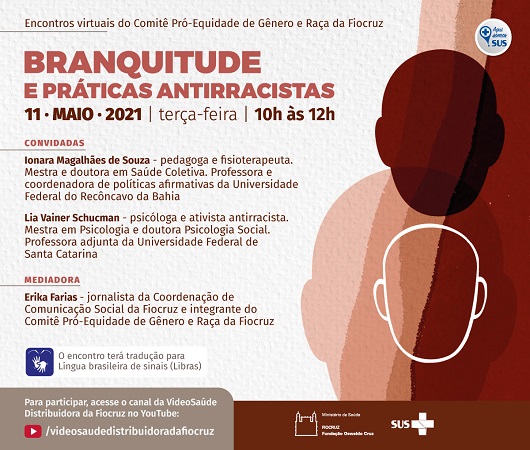 Encontros virtuais do Comitê Pró-Equidade de Gênero e Raça da Fiocruz
Aqui somos SUS
BRANQUITUDE
E PRÁTICAS ANTIRRACISTAS
11 · MAIO · 2021 | terça-feira | 10h às 12h
CONVIDADAS
Ionara Magalhães de Souza - pedagoga e fisioterapeuta.
Mestra e doutora em Saúde Coletiva. Professora e
coordenadora de políticas afirmativas da Universidade
Federal do Recôncavo da Bahia
Lia Vainer Schucman - psicóloga e ativista antirracista.
Mestra em Psicologia e doutora Psicologia Social.
Professora adjunta da Universidade Federal de
Santa Catarina
MEDIADORA
Erika Farias - jornalista da Coordenação de
Comunicação Social da Fiocruz e integrante do
Comitê Pró-Equidade de Gênero e Raça da Fiocruz
O encontro terá tradução para
Língua brasileira de sinais (Libras)
Para participar, acesse o canal da VideoSaúde
Distribuidora da Fiocruz no YouTube:
/videosaudedistribuidoradafiocruz
Ministério da Saúde
FIOCRUZ
Fundação Oswaldo Cruz
SUS